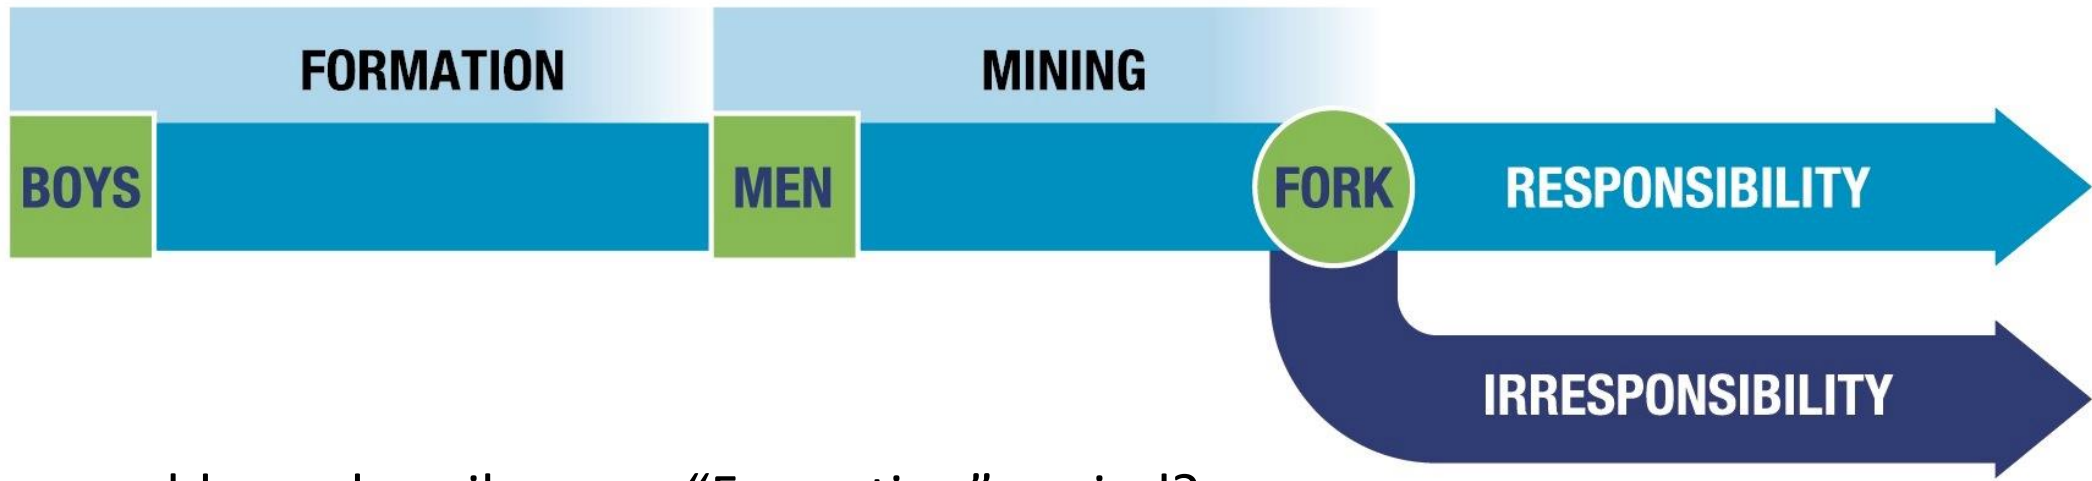 FORMATION MINING
BOYS MEN FORK RESPONSIBILITY
IRRESPONSIBILITY